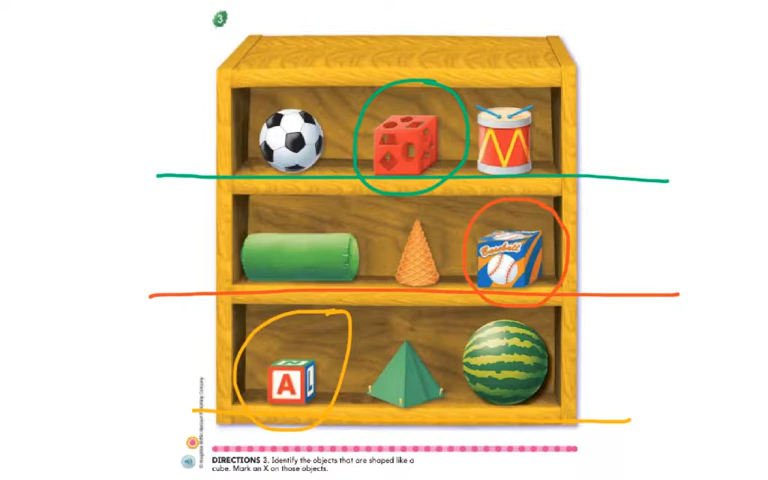 3
Baseball
A
L
DIRECTIONS 3. Identify the objects that are shaped like a
cube. Mark an X on those objects.